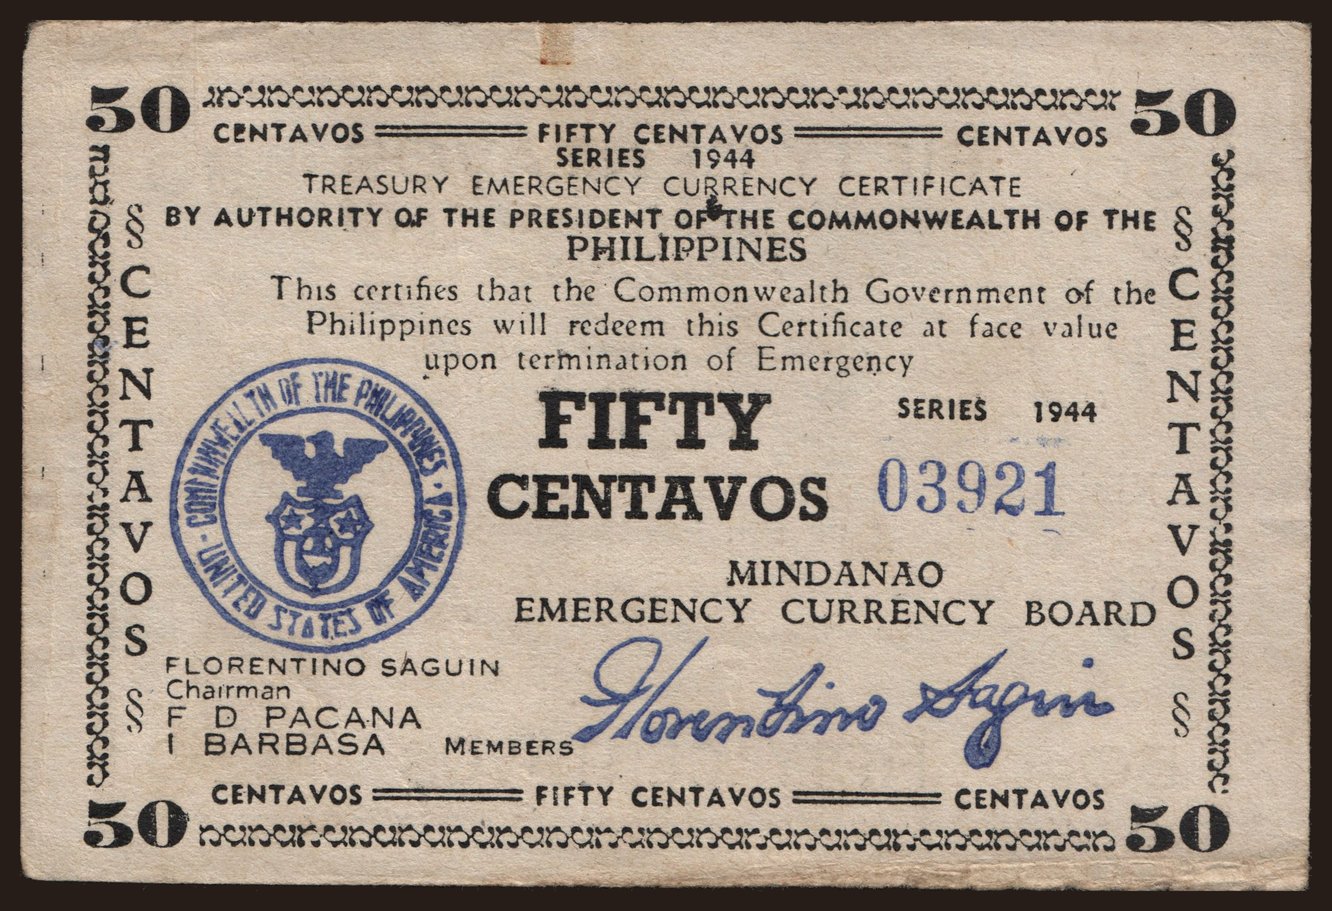 50 50
CENTAVOS FIFTY CENTAVOS CENTAVOS
SERIES 1944
TREASURY EMERGENCY CURRENCY CERTIFICATE
§ BY AUTHORITY OF THE PRESIDENT OF THE COMMONWEALTH OF THE §
PHILIPPINES
This certifies that the Commonwealth Government of the
Philippines will redeem this Certificate at face value
upon termination of Emergency
CENTAVOS
CENTAVOS
COMMONWEALTH OF THE PHILIPPINES
UNITED STATES OF AMERICA
FIFTY
CENTAVOS
SERIES 1944
03921
MINDANAO
EMERGENCY CURRENCY BOARD
FLORENTINO SAGUIN
Chairman
F D PACANA
I BARBASA MEMBERS
Florentino Saguin
§ §
CENTAVOS FIFTY CENTAVOS CENTAVOS
50 50